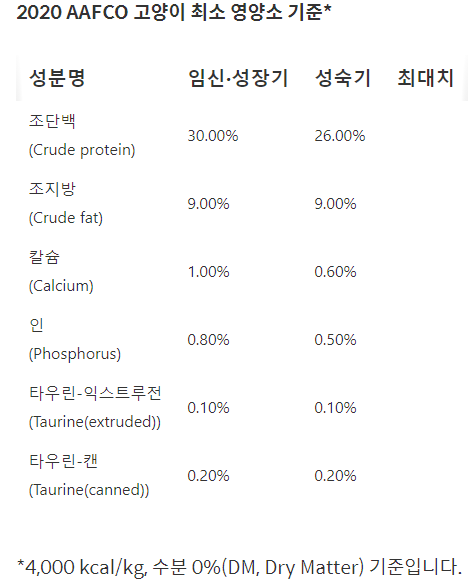 2020 AAFCO 고양이 최소 영양소 기준*
성분명 임신·성장기 성숙기 최대치
조단백
(Crude protein) 30.00% 26.00%
조지방
(Crude fat) 9.00% 9.00%
칼슘
(Calcium) 1.00% 0.60%
인
(Phosphorus) 0.80% 0.50%
타우린-익스트루전
(Taurine(extruded)) 0.10% 0.10%
타우린-캔
(Taurine(canned)) 0.20% 0.20%
*4,000 kcal/kg, 수분 0%(DM, Dry Matter) 기준입니다.